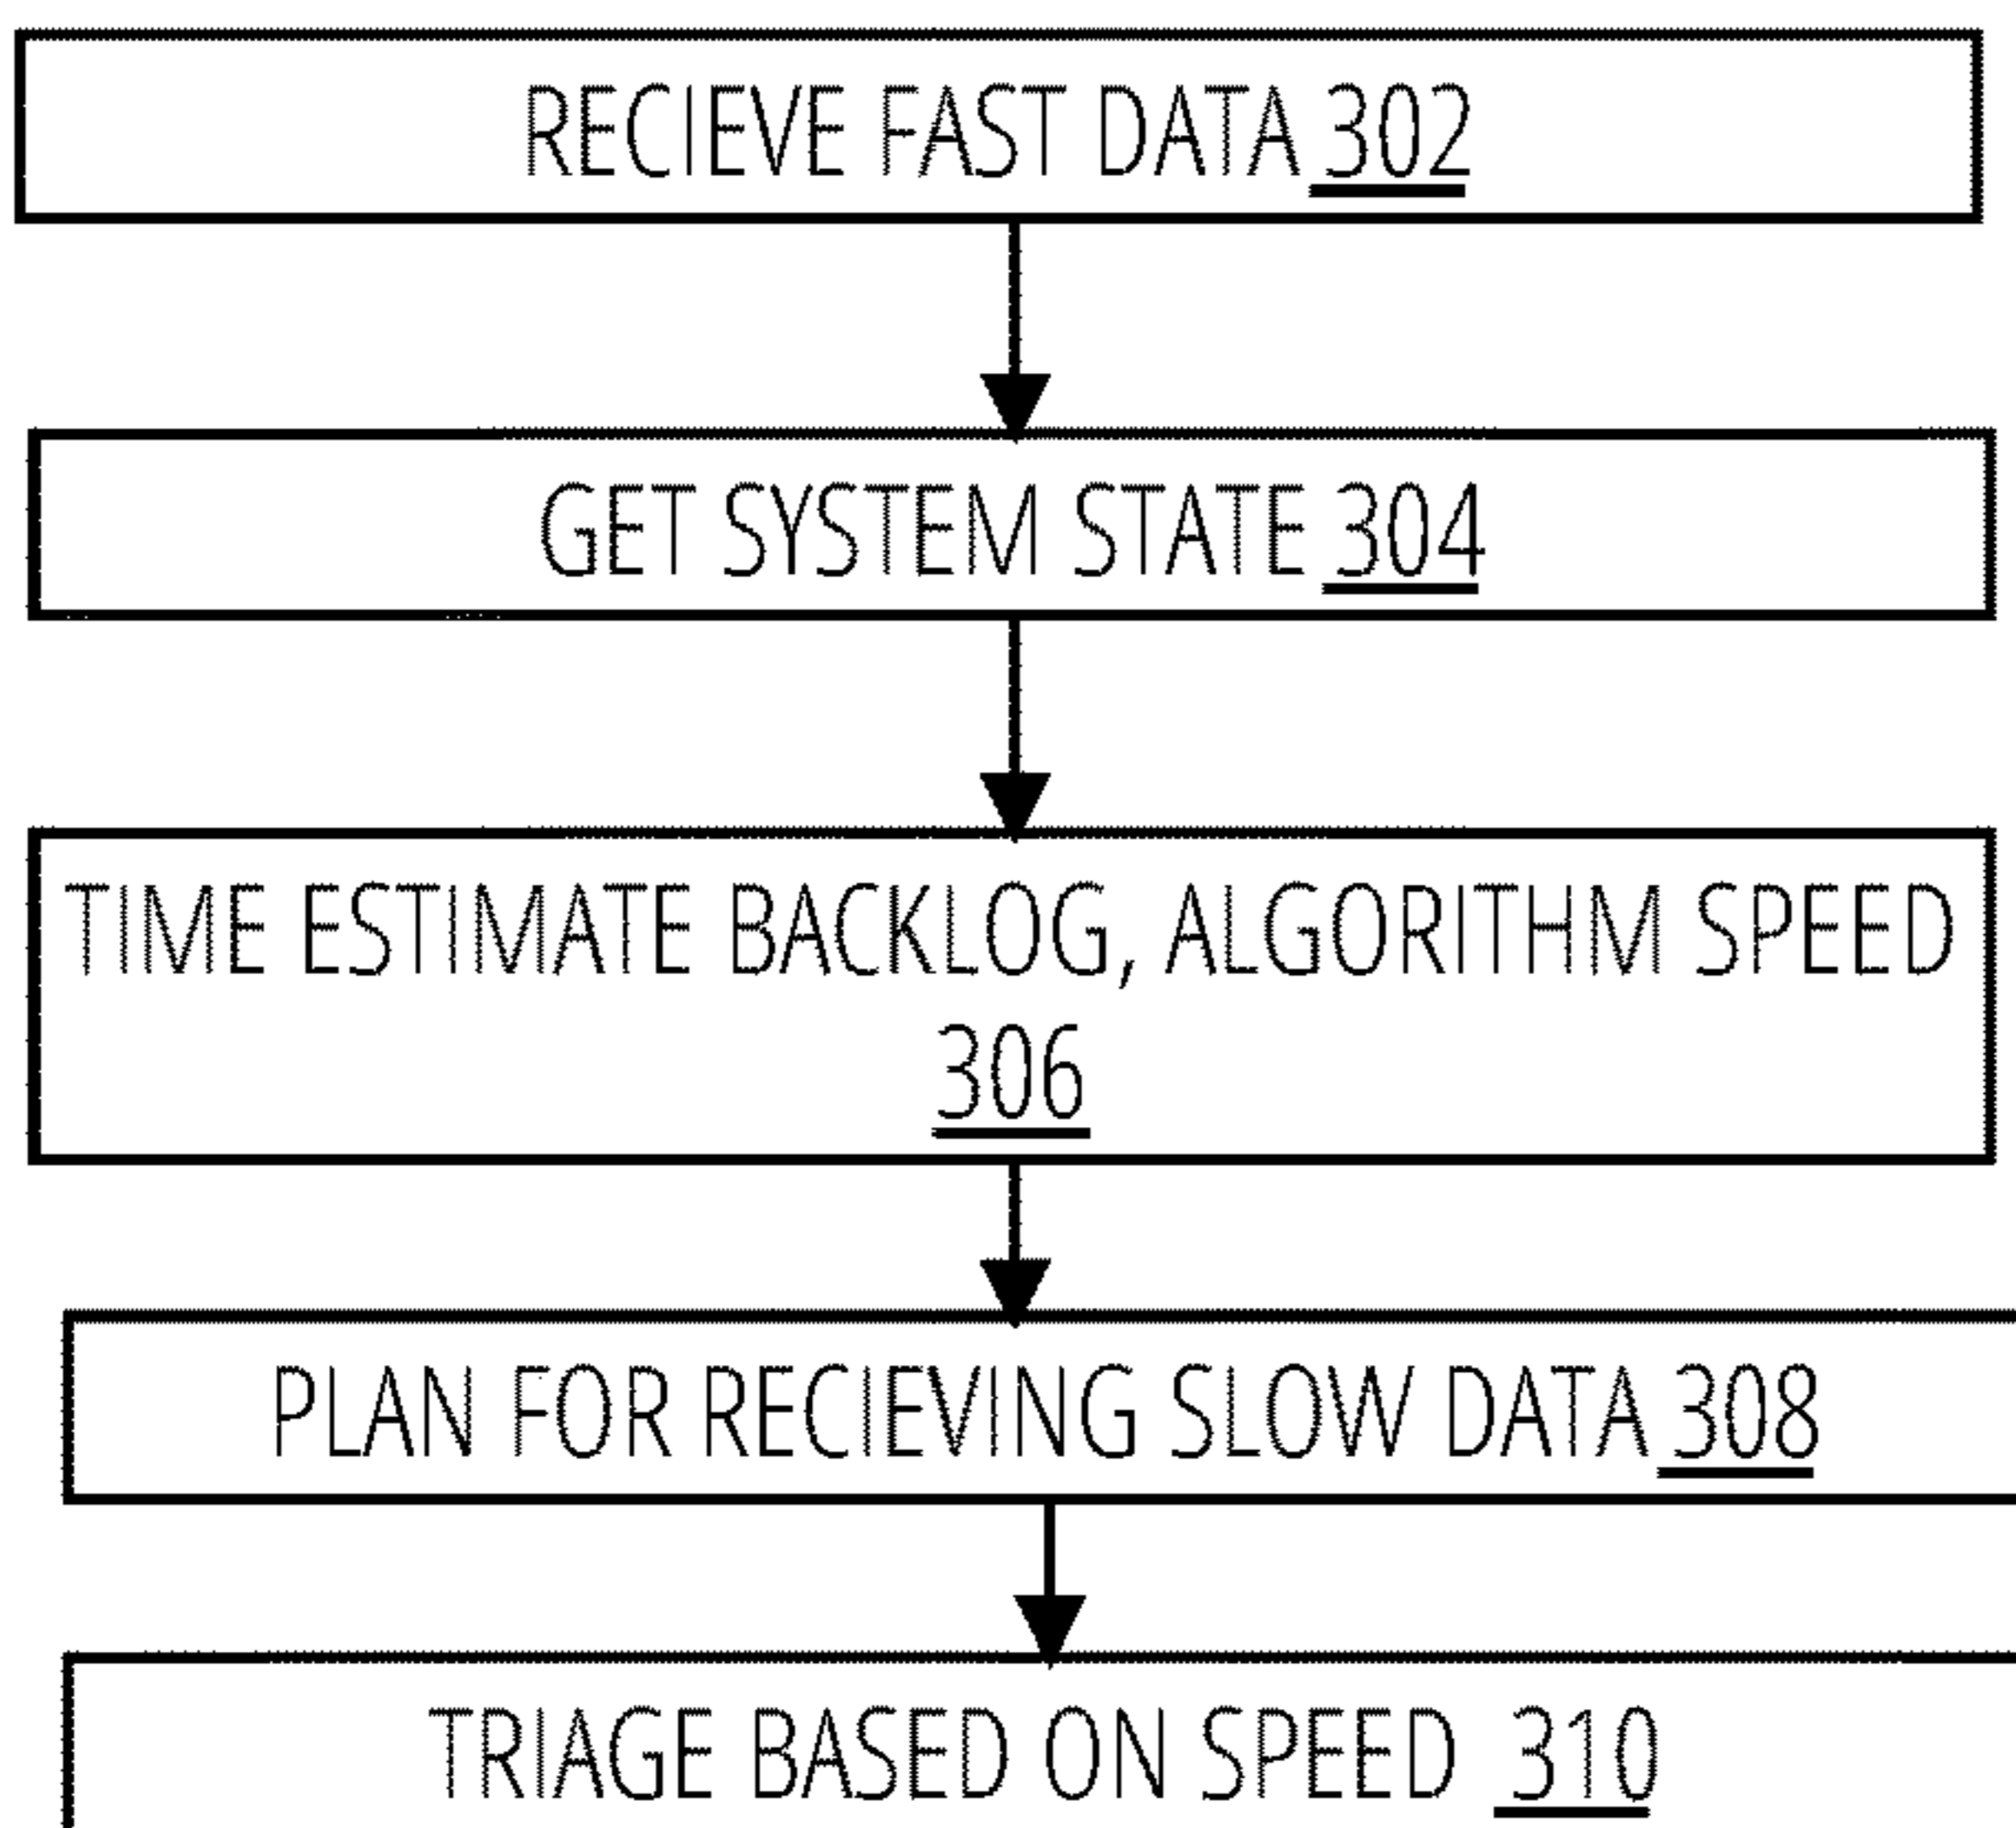 RECIEVE FAST DATA 302
GET SYSTEM STATE 304
TIME ESTIMATE BACKLOG, ALGORITHM SPEED
306
PLAN FOR RECIEVING SLOW DATA 308
TRIAGE BASED ON SPEED 310